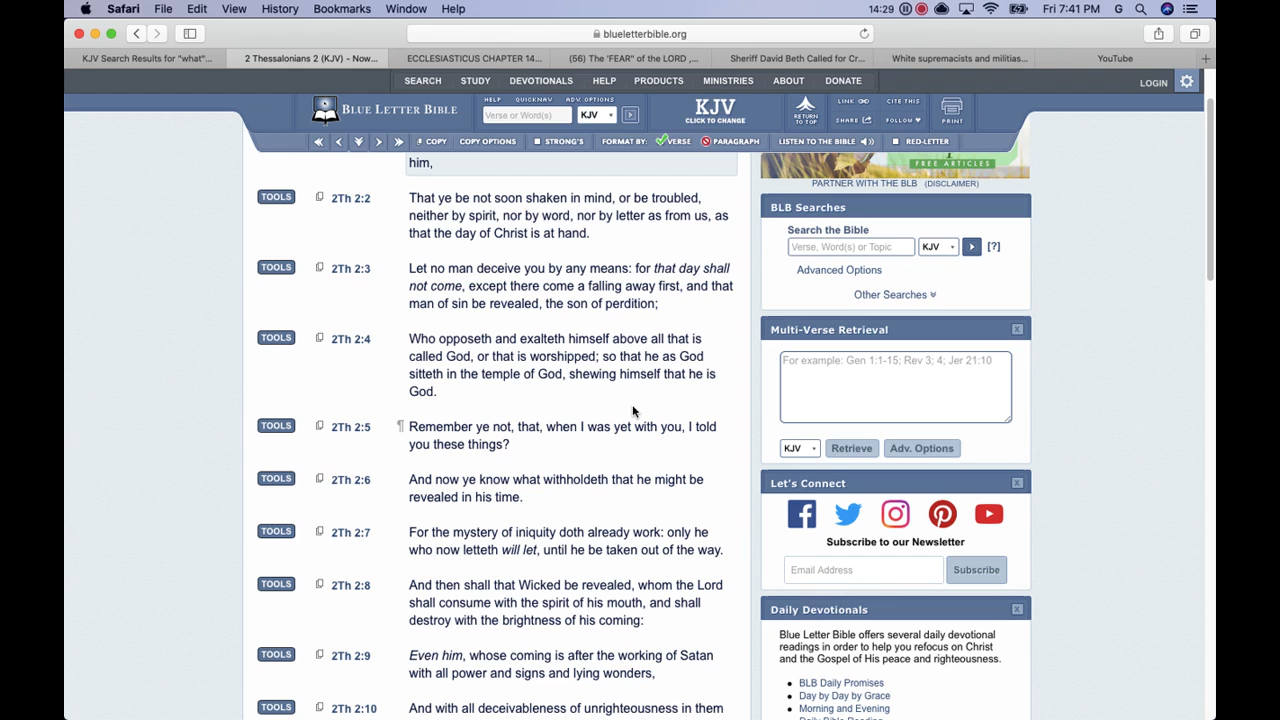 Safari File Edit View History Bookmarks Window Help 14:29 Fri 7:41 PM G
blueletterbible.org
KJV Search Results for "what"... 2 Thessalonians 2 (KJV) - Now... ECCLESIASTICUS CHAPTER 14... (56) The 'FEAR" of the LORD ,... Sheriff David Beth Called for Cr... White supremacists and militias... YouTube +
SEARCH STUDY DEVOTIONALS HELP PRODUCTS MINISTRIES ABOUT DONATE LOGIN
BLUE LETTER BIBLE
HELP QUICKNAV ADV. OPTIONS
Verse or Word(s) KJV
KJV
CLICK TO CHANGE
RETURN
TO TOP
LINK CITE THIS
SHARE FOLLOW
PRINT
COPY COPY OPTIONS STRONG'S FORMAT BY: VERSE PARAGRAPH LISTEN TO THE BIBLE RED-LETTER
him,
TOOLS 2Th 2:2 That ye be not soon shaken in mind, or be troubled,
neither by spirit, nor by word, nor by letter as from us, as
that the day of Christ is at hand.
TOOLS 2Th 2:3 Let no man deceive you by any means: for that day shall
not come, except there come a falling away first, and that
man of sin be revealed, the son of perdition;
TOOLS 2Th 2:4 Who opposeth and exalteth himself above all that is
called God, or that is worshipped; so that he as God
sitteth in the temple of God, shewing himself that he is
God.
TOOLS 2Th 2:5 ¶ Remember ye not, that, when I was yet with you, I told
you these things?
TOOLS 2Th 2:6 And now ye know what withholdeth that he might be
revealed in his time.
TOOLS 2Th 2:7 For the mystery of iniquity doth already work: only he
who now letteth will let, until he be taken out of the way.
TOOLS 2Th 2:8 And then shall that Wicked be revealed, whom the Lord
shall consume with the spirit of his mouth, and shall
destroy with the brightness of his coming:
TOOLS 2Th 2:9 Even him, whose coming is after the working of Satan
with all power and signs and lying wonders,
TOOLS 2Th 2:10 And with all deceivableness of unrighteousness in them
FREE ARTICLES
PARTNER WITH THE BLB (DISCLAIMER)
BLB Searches
Search the Bible
Verse, Word(s) or Topic KJV [?]
Advanced Options
Other Searches
Multi-Verse Retrieval x
For example: Gen 1:1-15; Rev 3; 4; Jer 21:10
KJV Retrieve Adv. Options
Let's Connect x
Subscribe to our Newsletter
Email Address Subscribe
Daily Devotionals x
Blue Letter Bible offers several daily devotional
readings in order to help you refocus on Christ
and the Gospel of His peace and righteousness.
BLB Daily Promises
Day by Day by Grace
Morning and Evening